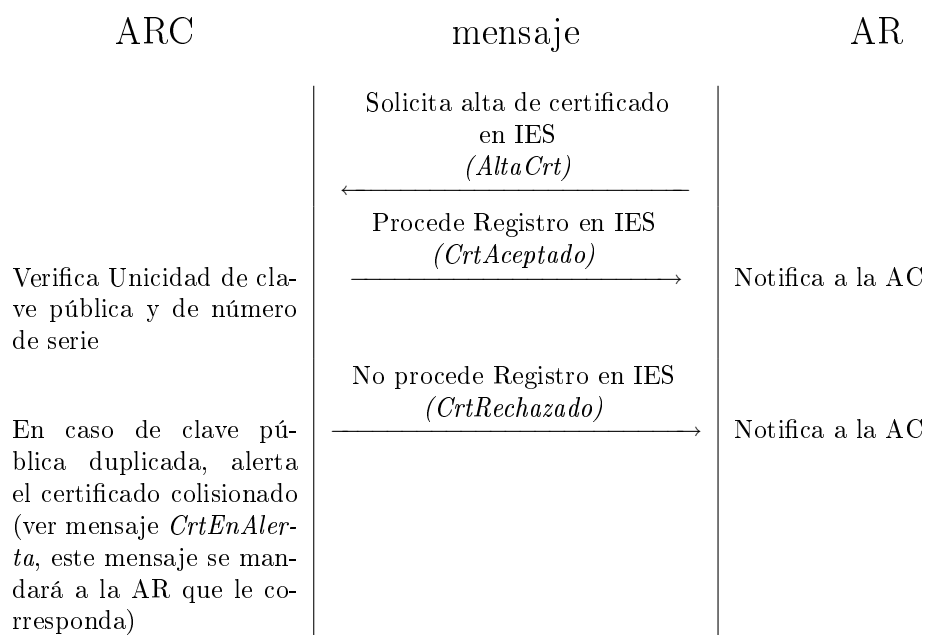 ARC mensaje AR
Solicita alta de certificado
en IES
(AltaCrt)
Procede Registro en IES
(CrtAceptado)
Verifica Unicidad de cla-
ve pública y de número
de serie
Notifica a la AC
No procede Registro en IES
(CrtRechazado)
En caso de clave pú-
blica duplicada, alerta
el certificado colisionado
(ver mensaje CrtEnAler-
ta, este mensaje se man-
dará a la AR que le co-
rresponda)
Notifica a la AC